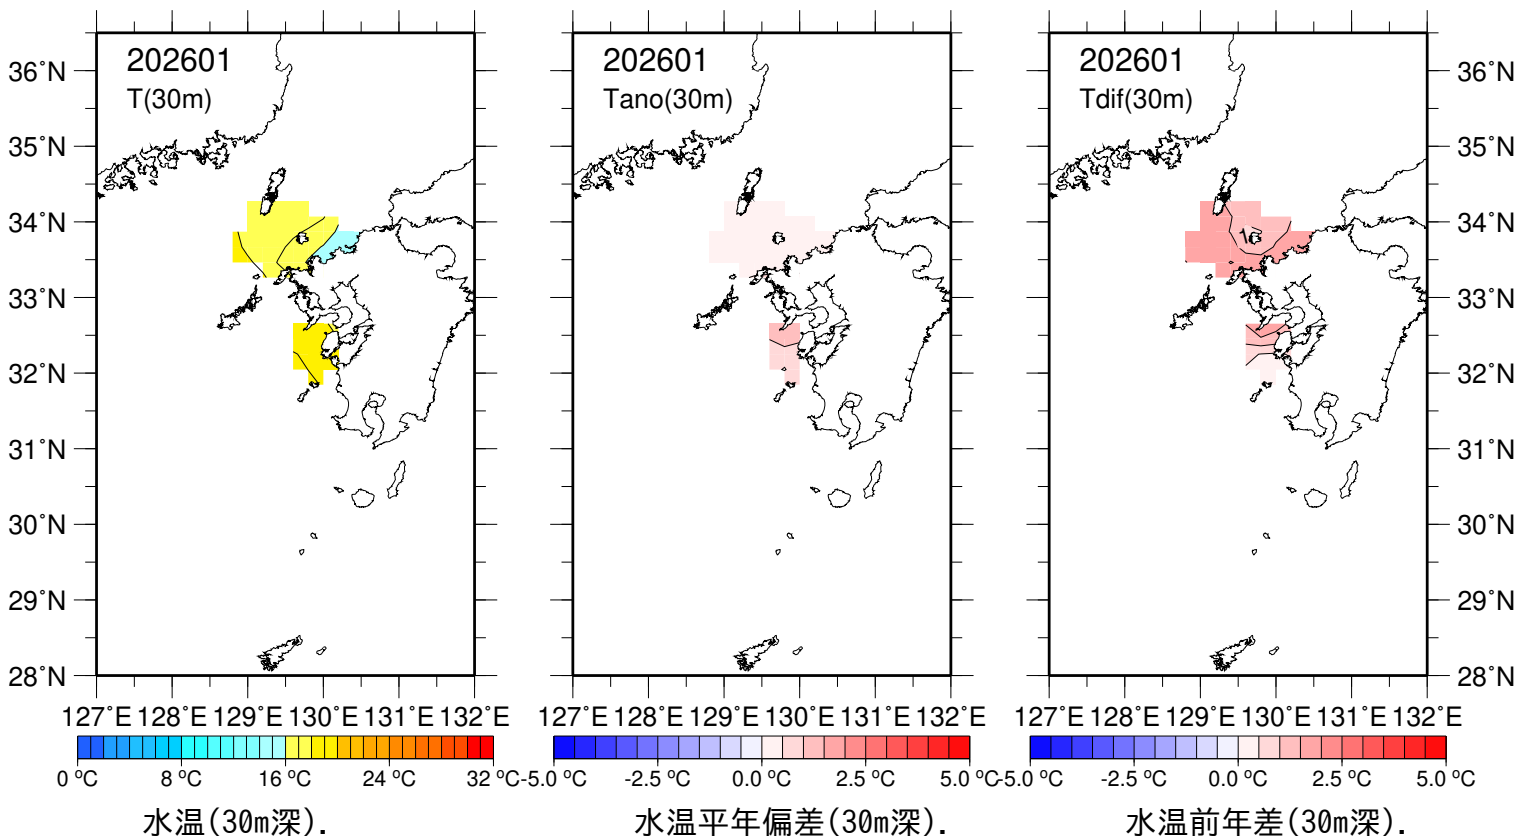 202601 202601 202601
T(30m) Tano(30m) Tdif(30m)
36°N 36°N
35°N 35°N
34°N 34°N
33°N 33°N
32°N 32°N
31°N 31°N
30°N 30°N
29°N 29°N
28°N 28°N
127°E 128°E 129°E 130°E 131°E 132°E 127°E 128°E 129°E 130°E 131°E 132°E 127°E 128°E 129°E 130°E 131°E 132°E
0 ºC 8 ºC 16 ºC 24 ºC 32 ºC -5.0 ºC -2.5 ºC 0.0 ºC 2.5 ºC 5.0 ºC -5.0 ºC -2.5 ºC 0.0 ºC 2.5 ºC 5.0 ºC
水温(30m深). 水温平年偏差(30m深). 水温前年差(30m深).